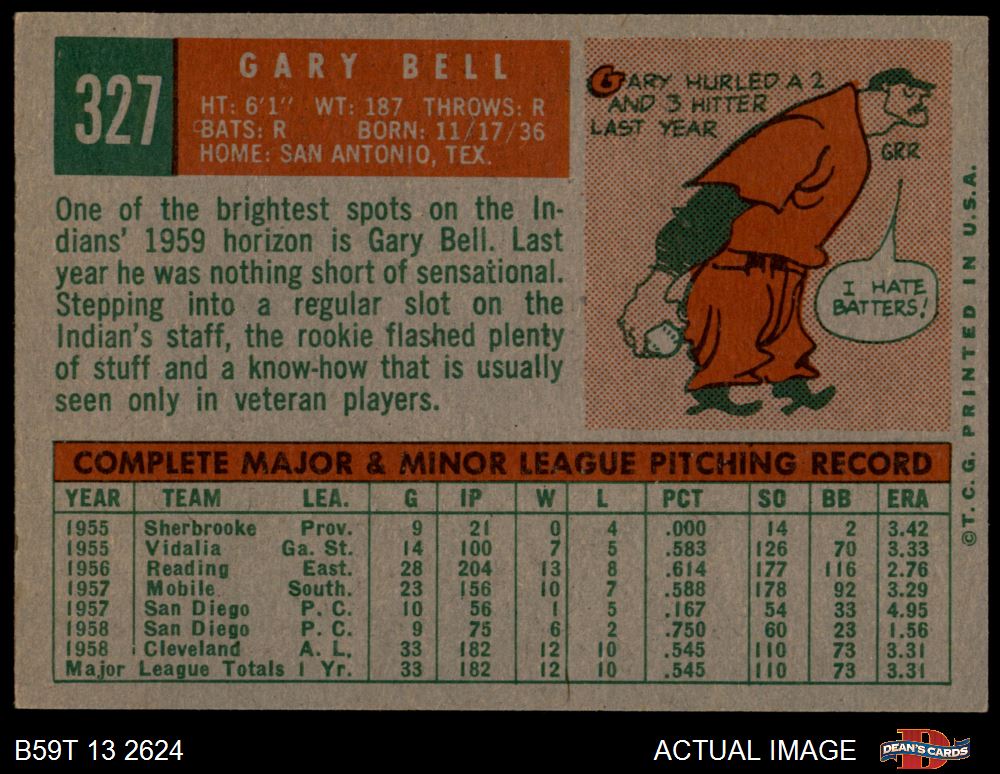 327
GARY BELL
HT: 6'1" WT: 187 THROWS: R
BATS: R BORN: 11/17/36
HOME: SAN ANTONIO, TEX.
GARY HURLED A 2
AND 3 HITTER
LAST YEAR
GRR
I HATE
BATTERS!
One of the brightest spots on the In-
dians' 1959 horizon is Gary Bell. Last
year he was nothing short of sensational.
Stepping into a regular slot on the
Indian's staff, the rookie flashed plenty
of stuff and a know-how that is usually
seen only in veteran players.
©T. C. G. PRINTED IN U.S.A.
COMPLETE MAJOR & MINOR LEAGUE PITCHING RECORD
YEAR TEAM LEA. G IP W L PCT SO BB ERA
1955 Sherbrooke Prov. 9 21 0 4 .000 14 2 3.42
1955 Vidalia Ga. St. 14 100 7 5 .583 126 70 3.33
1956 Reading East. 28 204 13 8 .614 177 116 2.76
1957 Mobile South. 23 156 10 7 .588 178 92 3.29
1957 San Diego P. C. 10 56 1 5 .167 54 33 4.95
1958 San Diego P. C. 9 75 6 2 .750 60 23 1.56
1958 Cleveland A. L. 33 182 12 10 .545 110 73 3.31
Major League Totals 1 Yr. 33 182 12 10 .545 110 73 3.31
B59T 13 2624
ACTUAL IMAGE
DEAN'S CARDS